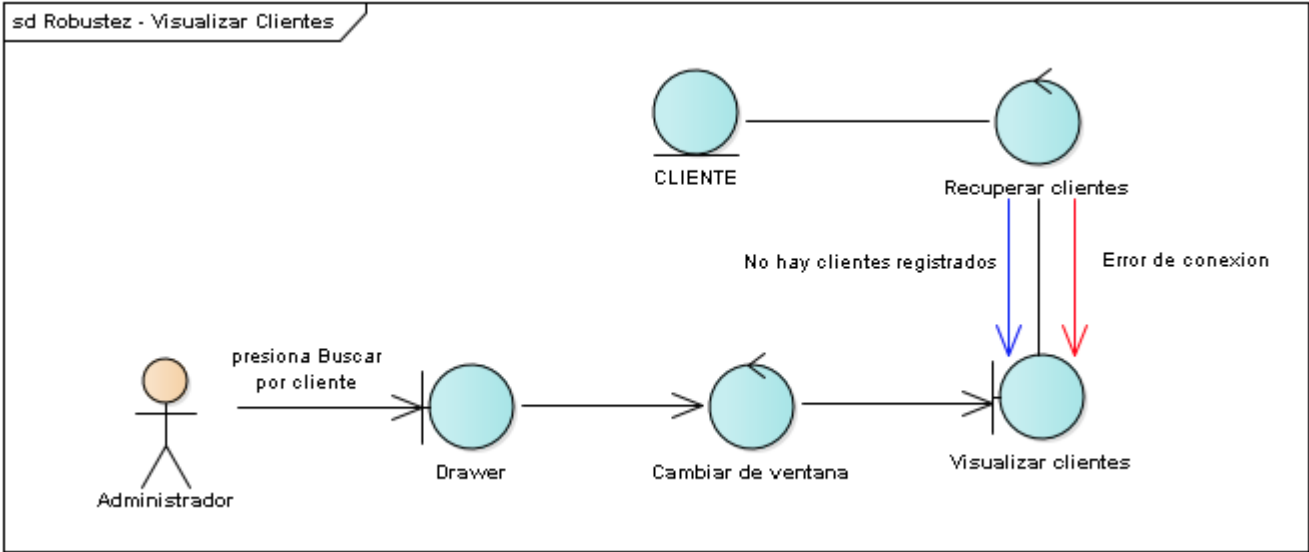 sd Robustez - Visualizar Clientes
CLIENTE
Recuperar clientes
No hay clientes registrados
Error de conexion
presiona Buscar
por cliente
Administrador
Drawer
Cambiar de ventana
Visualizar clientes